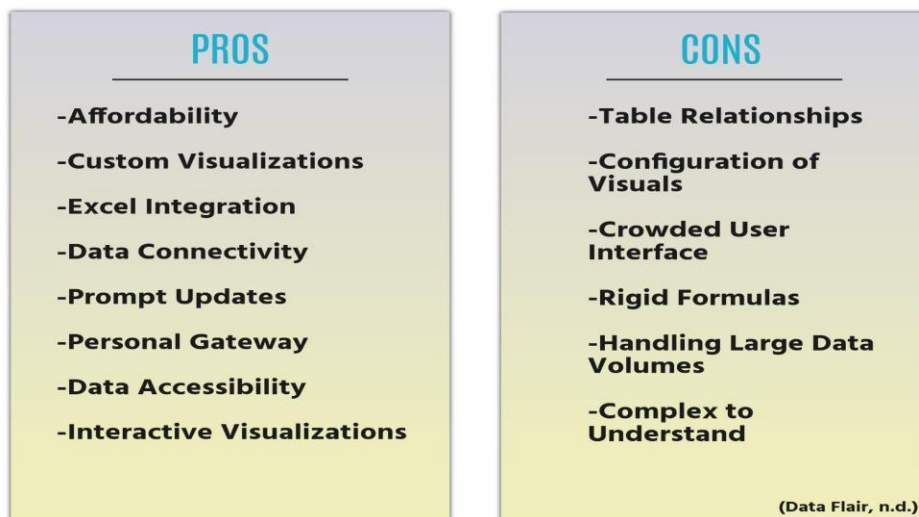 PROS
-Affordability
-Custom Visualizations
-Excel Integration
-Data Connectivity
-Prompt Updates
-Personal Gateway
-Data Accessibility
-Interactive Visualizations
CONS
-Table Relationships
-Configuration of
Visuals
-Crowded User
Interface
-Rigid Formulas
-Handling Large Data
Volumes
-Complex to
Understand
(Data Flair, n.d.)